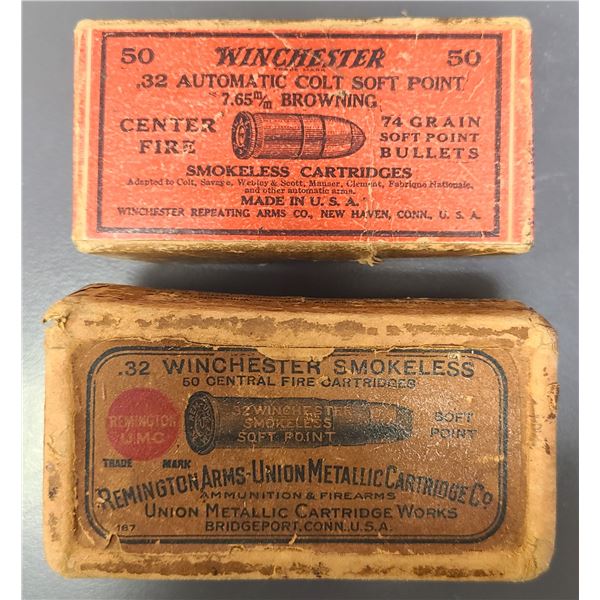 50 WINCHESTER 50
TRADE MARK
.32 AUTOMATIC COLT SOFT POINT
7.65 m/m BROWNING
CENTER FIRE
74 GRAIN
SOFT POINT
BULLETS
SMOKELESS CARTRIDGES
Adapted to Colt, Savage, Webley & Scott, Mauser, Clement, Fabrique Nationale,
and other automatic arms.
MADE IN U.S.A.
WINCHESTER REPEATING ARMS CO., NEW HAVEN, CONN., U.S.A.
.32 WINCHESTER SMOKELESS
50 CENTRAL FIRE CARTRIDGES
REMINGTON
UMC
TRADE MARK
32 WINCHESTER
SMOKELESS
SOFT POINT
SOFT
POINT
REMINGTON ARMS-UNION METALLIC CARTRIDGE CO
AMMUNITION & FIREARMS
UNION METALLIC CARTRIDGE WORKS
BRIDGEPORT, CONN. U.S.A.
167